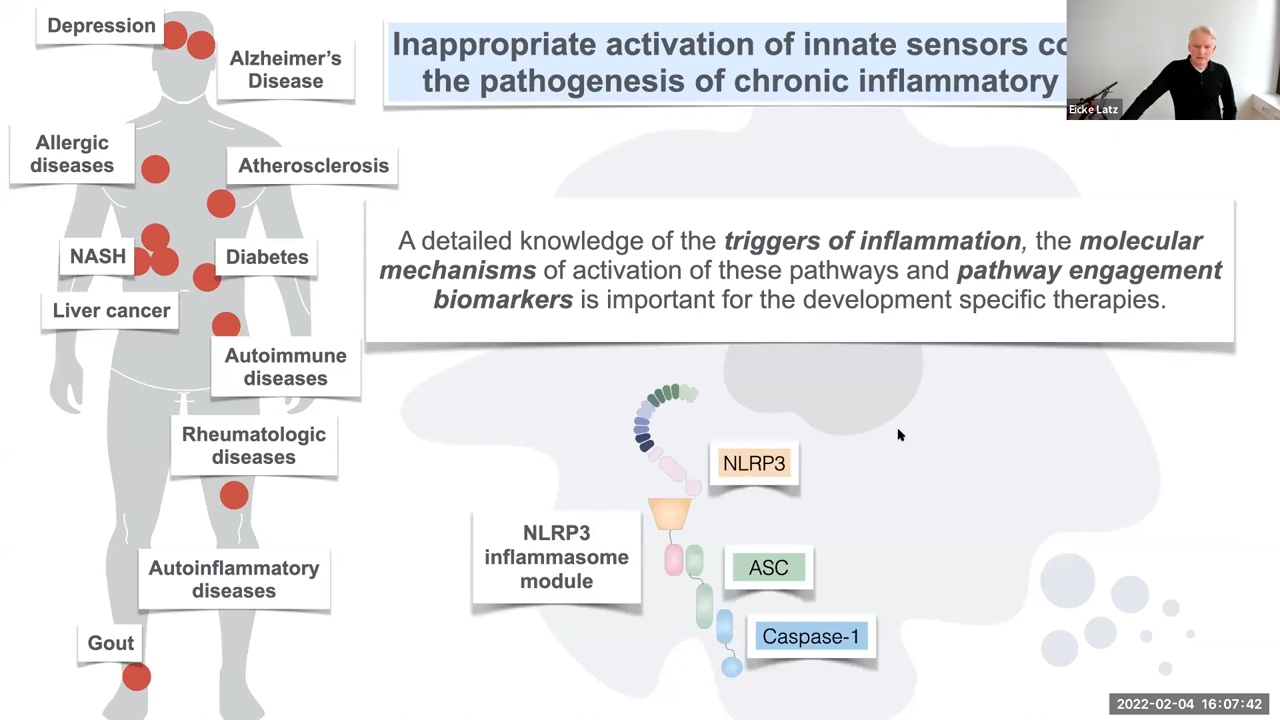 Depression
Alzheimer's
Disease
Allergic
diseases
Atherosclerosis
NASH
Diabetes
Liver cancer
Autoimmune
diseases
Rheumatologic
diseases
Autoinflammatory
diseases
Gout
Inappropriate activation of innate sensors co
the pathogenesis of chronic inflammatory
Eicke Latz
A detailed knowledge of the triggers of inflammation, the molecular
mechanisms of activation of these pathways and pathway engagement
biomarkers is important for the development specific therapies.
NLRP3
NLRP3
inflammasome
module
ASC
Caspase-1
2022-02-04 16:07:42